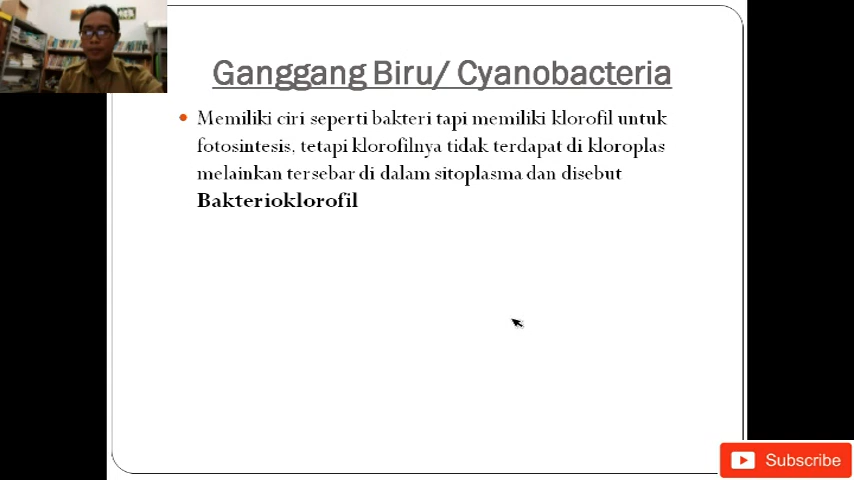 Ganggang Biru/ Cyanobacteria
• Memiliki ciri seperti bakteri tapi memiliki klorofil untuk
fotosintesis, tetapi klorofilnya tidak terdapat di kloroplas
melainkan tersebar di dalam sitoplasma dan disebut
Bakterioklorofil
Subscribe